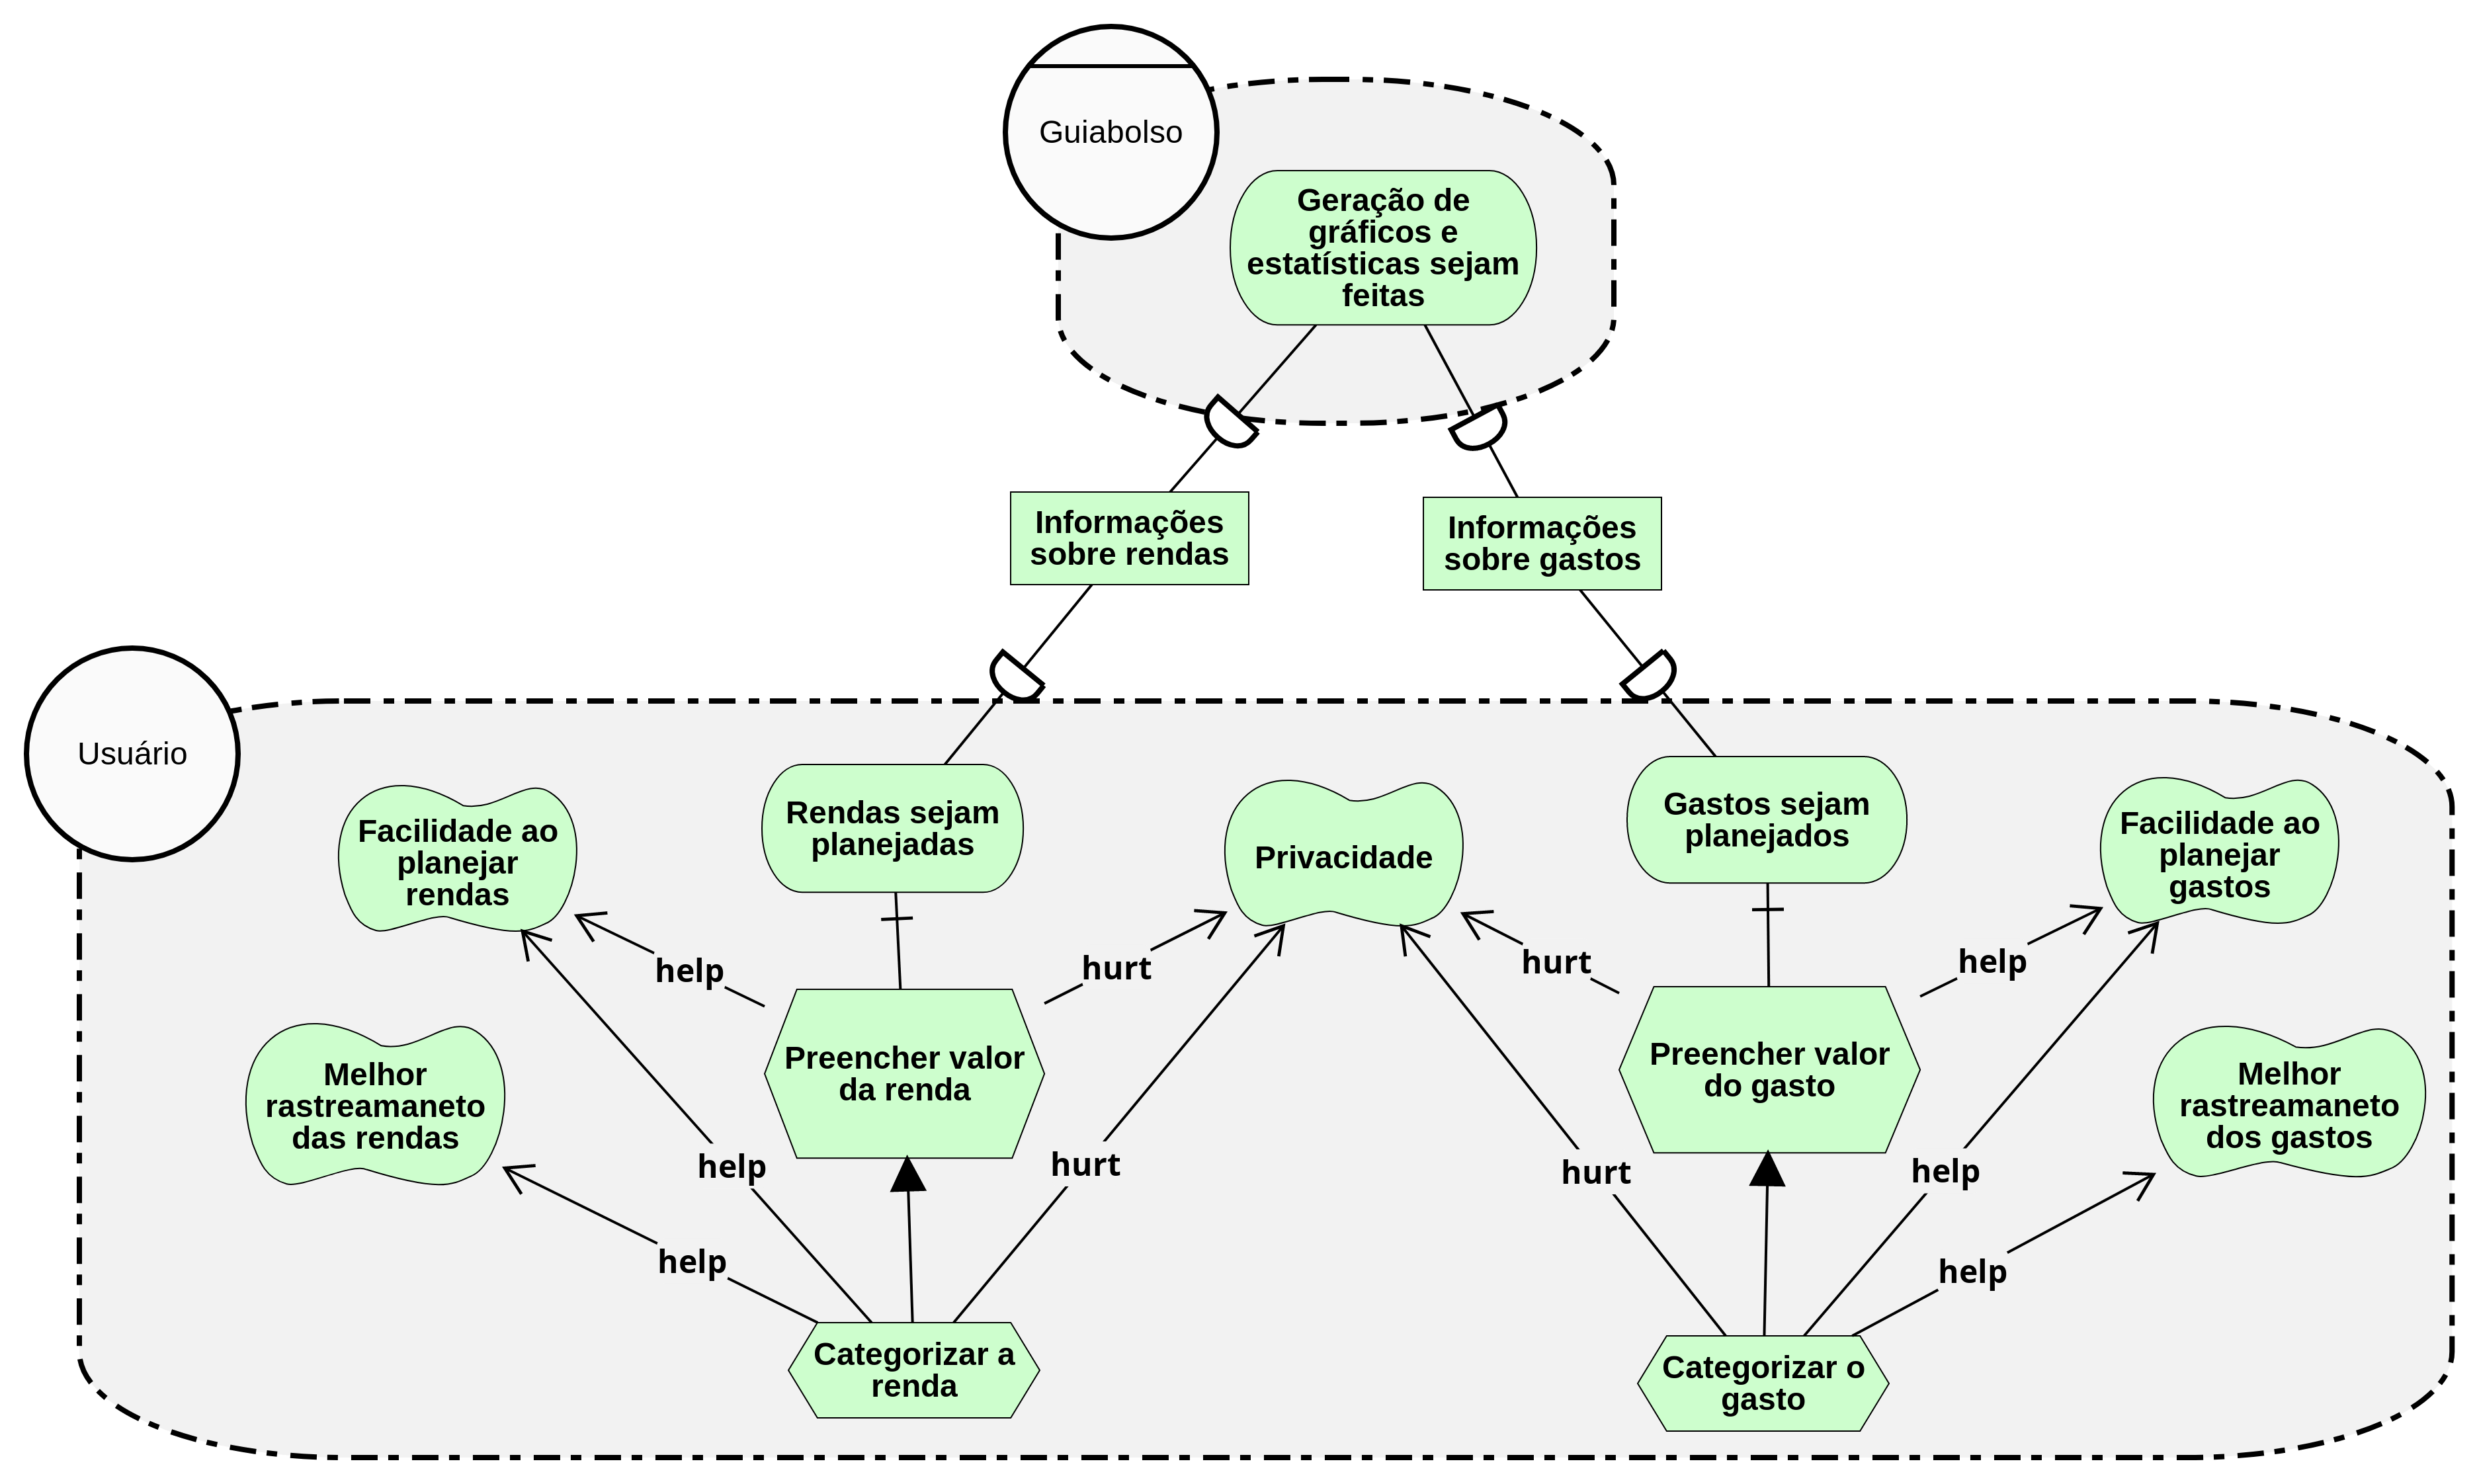 Guiabolso
Geração de
gráficos e
estatísticas sejam
feitas
Informações
sobre rendas
Informações
sobre gastos
Usuário
Facilidade ao
planejar
rendas
Rendas sejam
planejadas
Privacidade
Gastos sejam
planejados
Facilidade ao
planejar
gastos
help
hurt
hurt
help
Melhor
rastreamaneto
das rendas
Preencher valor
da renda
Preencher valor
do gasto
Melhor
rastreamaneto
dos gastos
help
hurt
hurt
help
help
help
Categorizar a
renda
Categorizar o
gasto